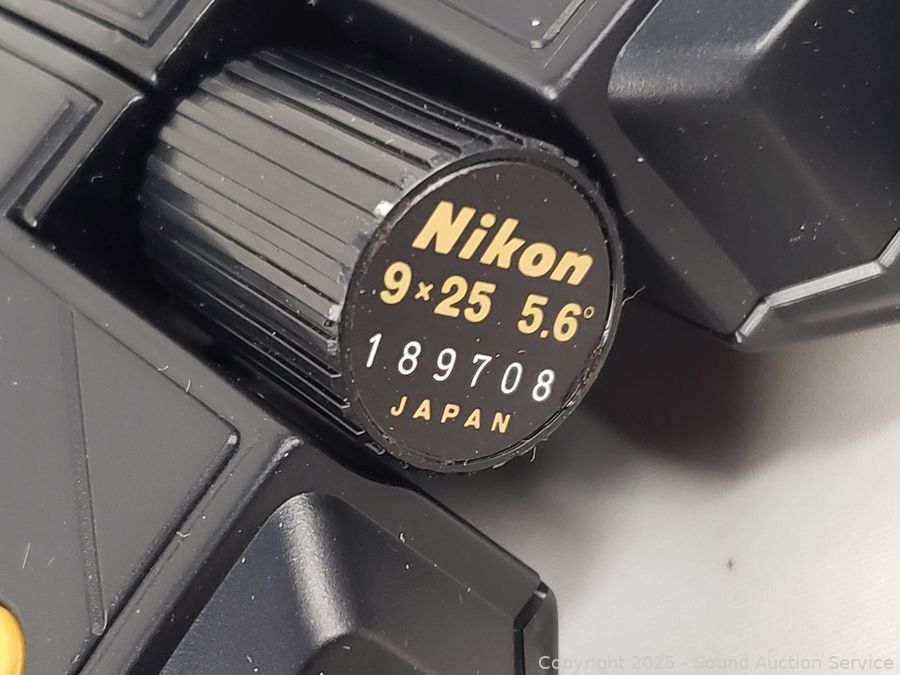 Nikon
9×25 5.6°
189708
JAPAN
Copyright 2025 - Sound Auction Service